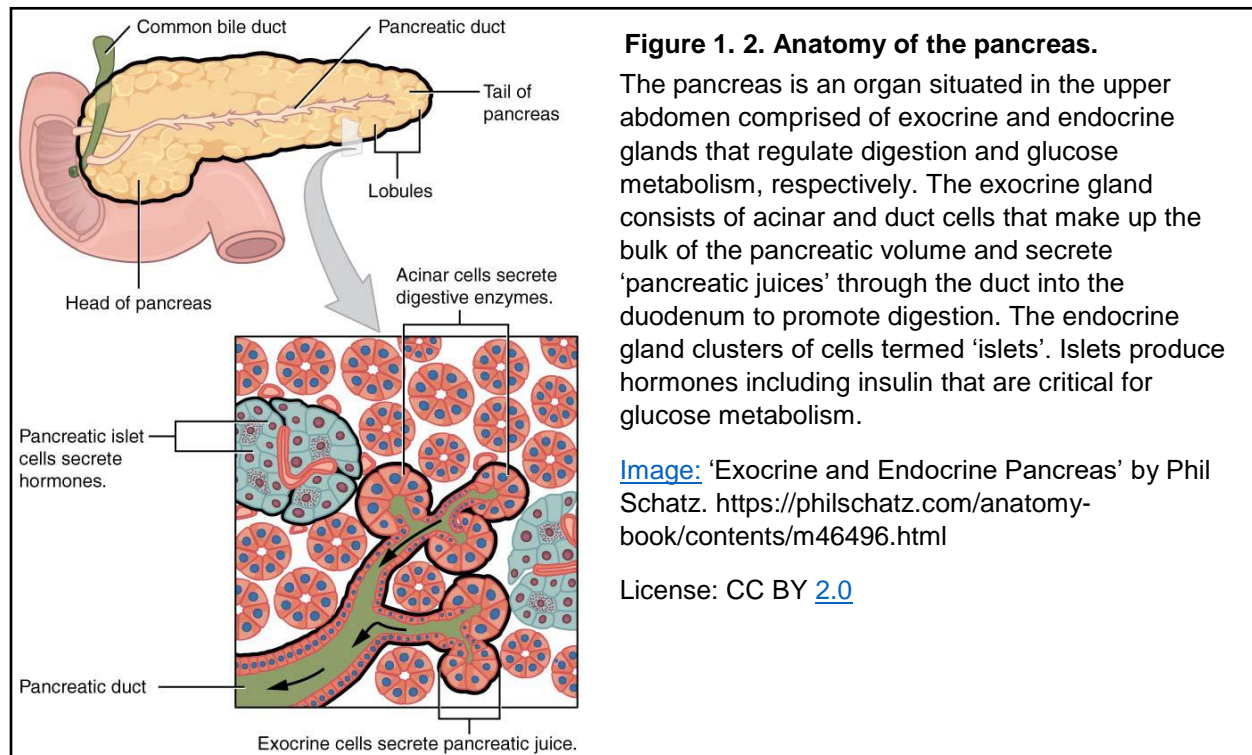 Common bile duct
Pancreatic duct
Tail of
pancreas
Lobules
Head of pancreas
Acinar cells secrete
digestive enzymes.
Pancreatic islet
cells secrete
hormones.
Pancreatic duct
Exocrine cells secrete pancreatic juice.
Figure 1. 2. Anatomy of the pancreas.
The pancreas is an organ situated in the upper
abdomen comprised of exocrine and endocrine
glands that regulate digestion and glucose
metabolism, respectively. The exocrine gland
consists of acinar and duct cells that make up the
bulk of the pancreatic volume and secrete
‘pancreatic juices’ through the duct into the
duodenum to promote digestion. The endocrine
gland clusters of cells termed ‘islets’. Islets produce
hormones including insulin that are critical for
glucose metabolism.
Image: ‘Exocrine and Endocrine Pancreas’ by Phil
Schatz. https://philschatz.com/anatomy-
book/contents/m46496.html
License: CC BY 2.0